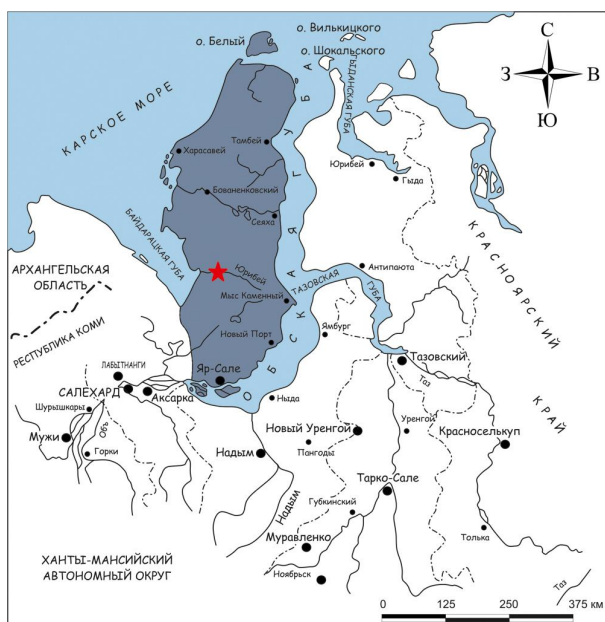 о. Вилькицкого
о. Белый
о. Шокальского
С
З
В
Ю
КАРСКОЕ МОРЕ
ГЫДАНСКАЯ ГУБА
ОБСКАЯ ГУБА
Тамбей
Харасавей
Юрибей
Гыда
Бованенковский
Сеяха
БАЙДАРАЦКАЯ ГУБА
КРАСНОЯРСКИЙ
КРАЙ
Антипаюта
АРХАНГЕЛЬСКАЯ
ОБЛАСТЬ
Юрибей
Мыс Каменный
ТАЗОВСКАЯ
ГУБА
РЕСПУБЛИКА КОМИ
Новый Порт
Ямбург
Тазовский
ЛАБЫТНАНГИ
Яр-Сале
Таз
САЛЕХАРД
Аксарка
Шурышкары
Ныда
Обь
Мужи
Новый Уренгой
Уренгой
Красноселькуп
Горки
Надым
Пангоды
Надым
Тарко-Сале
Губкинский
Толька
Муравленко
ХАНТЫ-МАНСИЙСКИЙ
АВТОНОМНЫЙ ОКРУГ
Ноябрьск
Таз
0 125 250 375 км